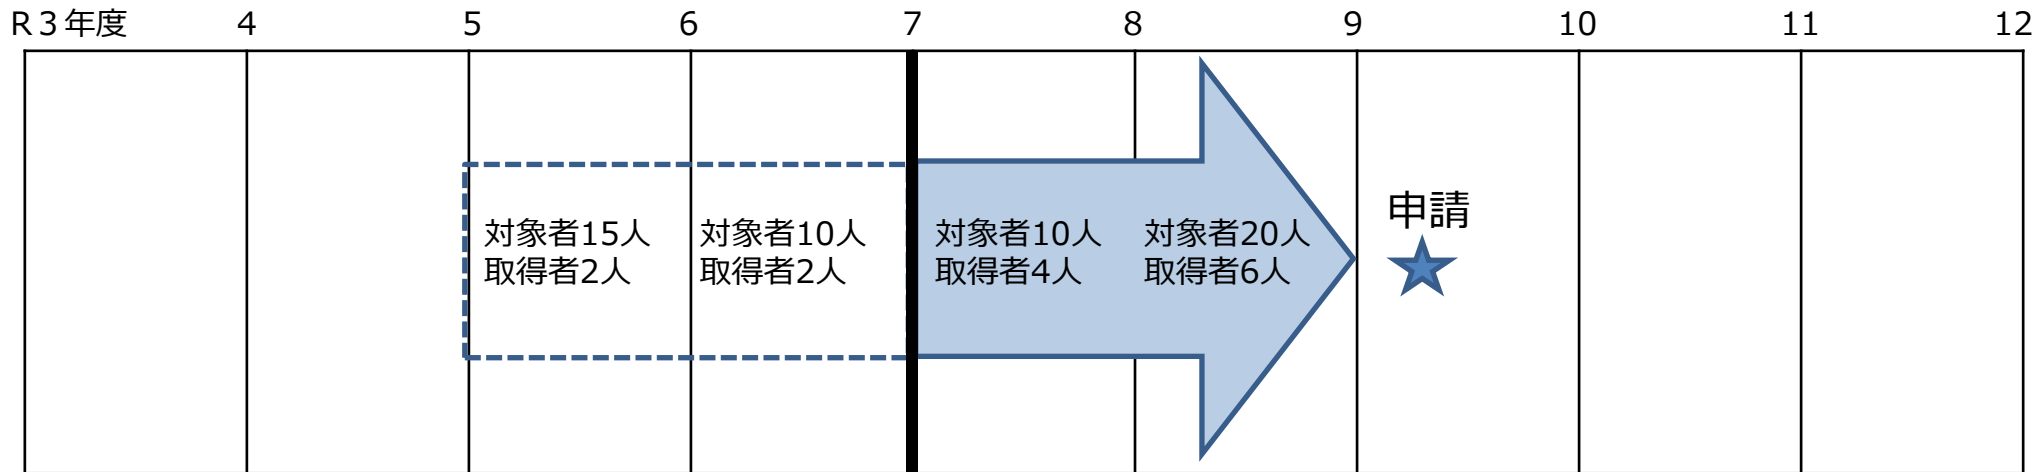 R３年度 4 5 6 7 8 9 10 11 12
対象者15人
取得者2人
対象者10人
取得者2人
対象者10人
取得者4人
対象者20人
取得者6人
申請